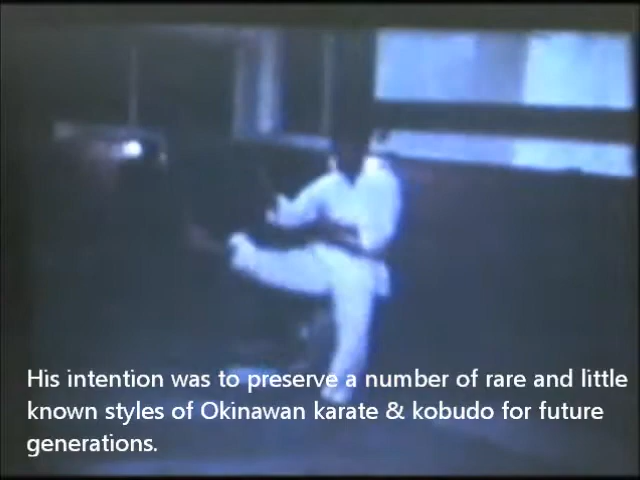 His intention was to preserve a number of rare and little
known styles of Okinawan karate & kobudo for future
generations.